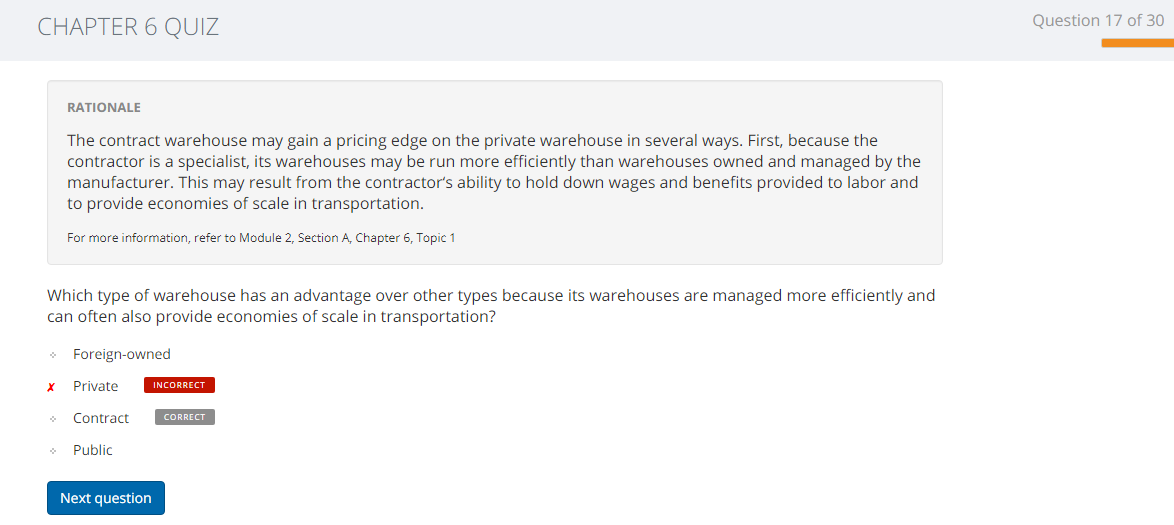 CHAPTER 6 QUIZ
Question 17 of 30
RATIONALE
The contract warehouse may gain a pricing edge on the private warehouse in several ways. First, because the
contractor is a specialist, its warehouses may be run more efficiently than warehouses owned and managed by the
manufacturer. This may result from the contractor's ability to hold down wages and benefits provided to labor and
to provide economies of scale in transportation.
For more information, refer to Module 2, Section A, Chapter 6, Topic 1
Which type of warehouse has an advantage over other types because its warehouses are managed more efficiently and
can often also provide economies of scale in transportation?
Foreign-owned
✗ Private INCORRECT
Contract CORRECT
Public
Next question